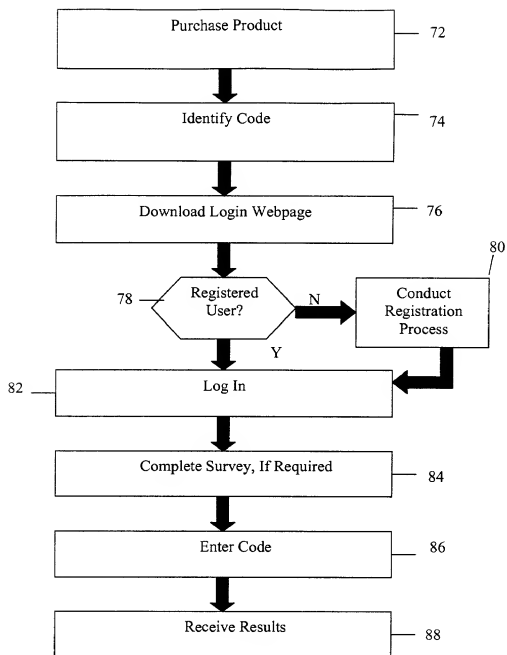 Purchase Product
72
Identify Code
74
Download Login Webpage
76
80
78
Registered
User?
N
Conduct
Registration
Process
Y
82
Log In
Complete Survey, If Required
84
Enter Code
86
Receive Results
88